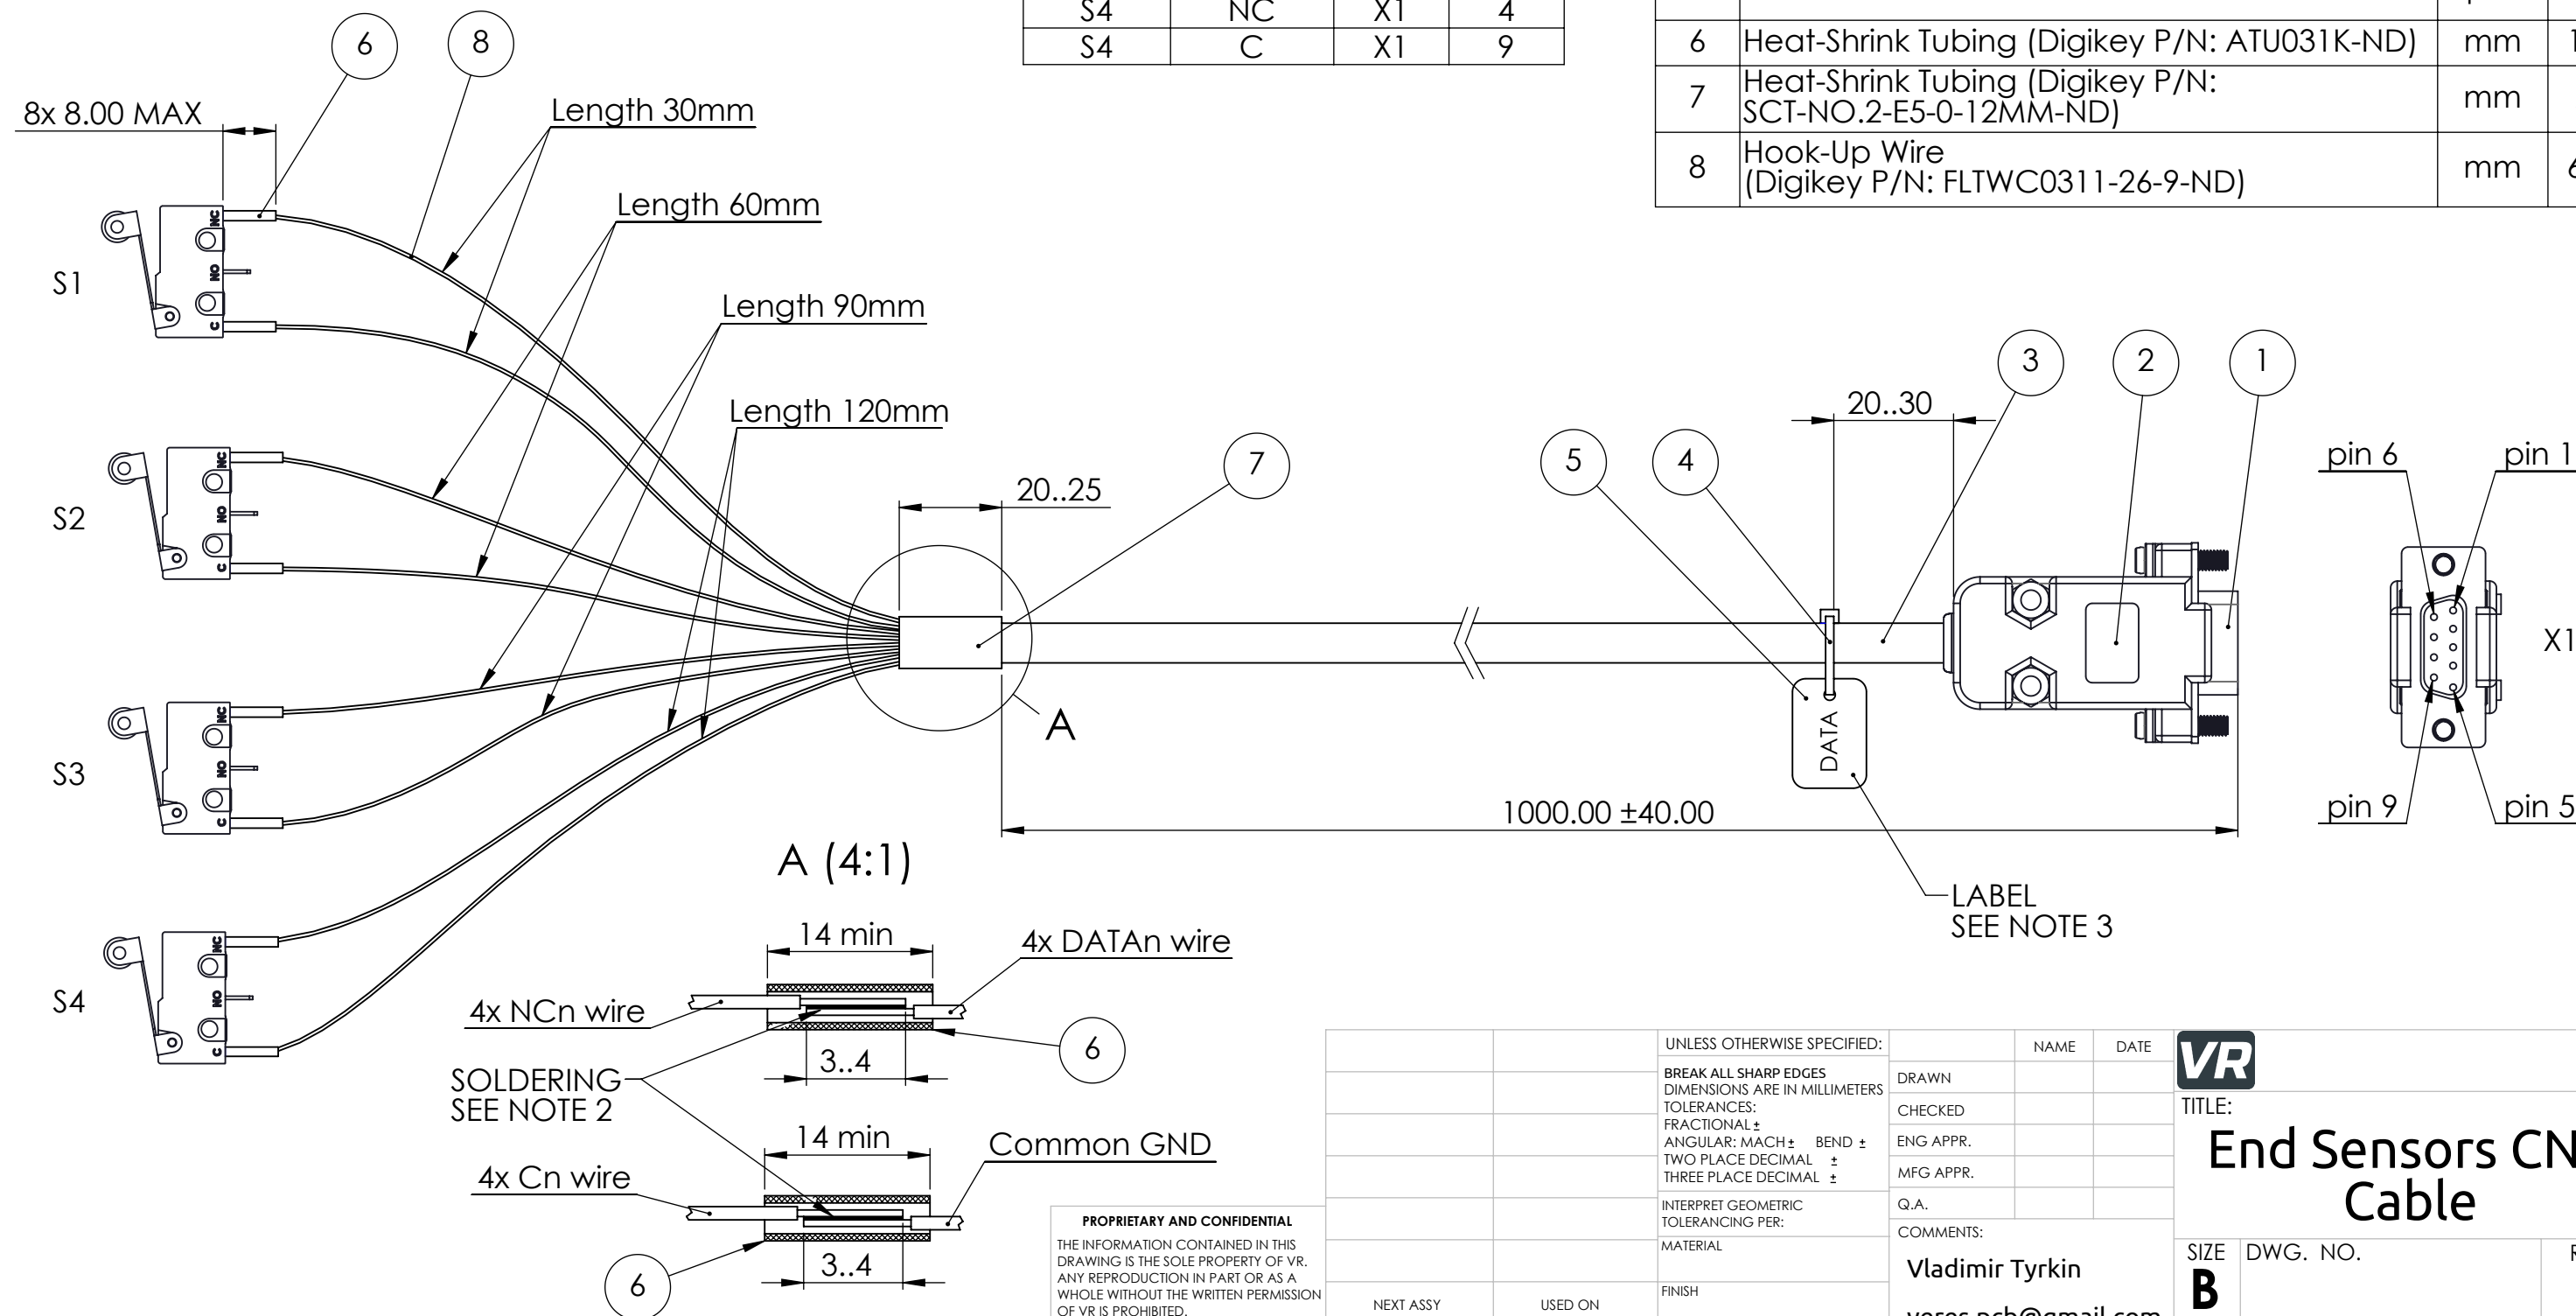 S4 NC X1 4
S4 C X1 9
6 Heat-Shrink Tubing (Digikey P/N: ATU031K-ND) mm
7 Heat-Shrink Tubing (Digikey P/N:
SCT-NO.2-E5-0-12MM-ND) mm
8 Hook-Up Wire
(Digikey P/N: FLTWC0311-26-9-ND) mm
6 8
8x 8.00 MAX
Length 30mm
Length 60mm
Length 90mm
Length 120mm
S1
NC
NO
C
S2
NC
NO
C
S3
NC
NO
C
S4
NC
NO
C
20..25
7
A
5 4
20..30
3 2 1
DATA
1000.00 ±40.00
LABEL
SEE NOTE 3
pin 6 pin 1
X1
pin 9 pin 5
A (4:1)
14 min
4x DATAn wire
4x NCn wire
3..4
6
SOLDERING
SEE NOTE 2
14 min
Common GND
4x Cn wire
3..4
6
PROPRIETARY AND CONFIDENTIAL
THE INFORMATION CONTAINED IN THIS
DRAWING IS THE SOLE PROPERTY OF VR.
ANY REPRODUCTION IN PART OR AS A
WHOLE WITHOUT THE WRITTEN PERMISSION
OF VR IS PROHIBITED.
NEXT ASSY USED ON
UNLESS OTHERWISE SPECIFIED:
BREAK ALL SHARP EDGES
DIMENSIONS ARE IN MILLIMETERS
TOLERANCES:
FRACTIONAL ±
ANGULAR: MACH ± BEND ±
TWO PLACE DECIMAL ±
THREE PLACE DECIMAL ±
INTERPRET GEOMETRIC
TOLERANCING PER:
MATERIAL
FINISH
NAME DATE
DRAWN
CHECKED
ENG APPR.
MFG APPR.
Q.A.
COMMENTS:
Vladimir Tyrkin
VR
TITLE:
End Sensors CN
Cable
SIZE DWG. NO.
B